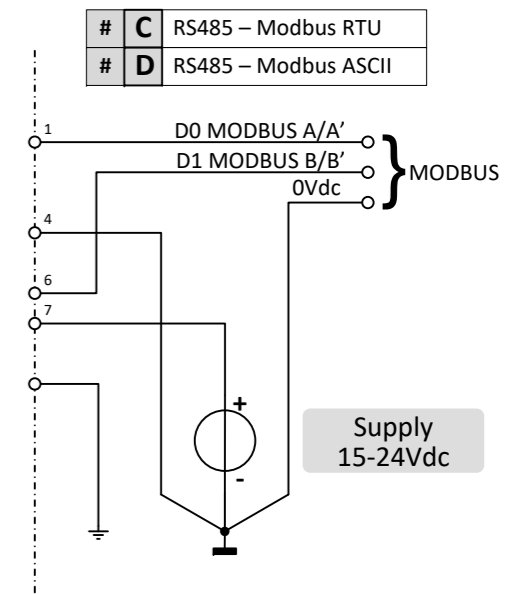 # C RS485 – Modbus RTU
# D RS485 – Modbus ASCII
1 D0 MODBUS A/A’
D1 MODBUS B/B’
MODBUS
0Vdc
4
6
7
+
Supply
15-24Vdc
-